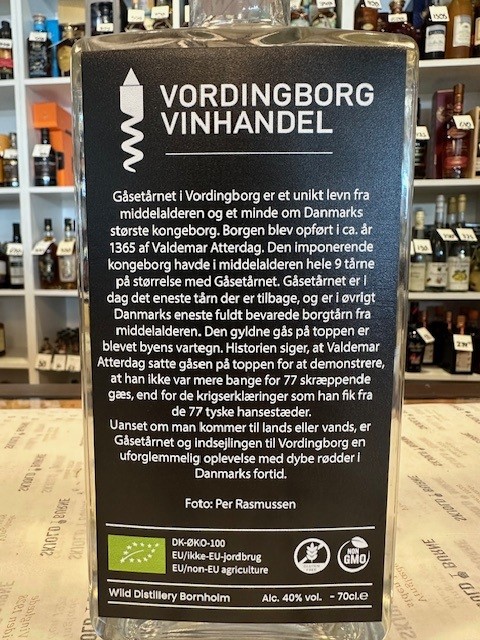 VORDINGBORG
VINHANDEL
Gåsetårnet i Vordingborg er et unikt levn fra
middelalderen og et minde om Danmarks
største kongeborg. Borgen blev opført i ca. år
1365 af Valdemar Atterdag. Den imponerende
kongeborg havde i middelalderen hele 9 tårne
på størrelse med Gåsetårnet. Gåsetårnet er i
dag det eneste tårn der er tilbage, og er i øvrigt
Danmarks eneste fuldt bevarede borgtårn fra
middelalderen. Den gyldne gås på toppen er
blevet byens vartegn. Historien siger, at Valdemar
Atterdag satte gåsen på toppen for at demonstrere,
at han ikke var mere bange for 77 skræppende
gæs, end for de krigserklæringer som han fik fra
de 77 tyske hansestæder.
Uanset om man kommer til lands eller vands, er
Gåsetårnet og indsejlingen til Vordingborg en
uforglemmelig oplevelse med dybe rødder i
Danmarks fortid.
Foto: Per Rasmussen
DK-ØKO-100
EU/ikke-EU-jordbrug
EU/non-EU agriculture
NON
GMO
Wild Distillery Bornholm Alc. 40% vol. - 70cl.e